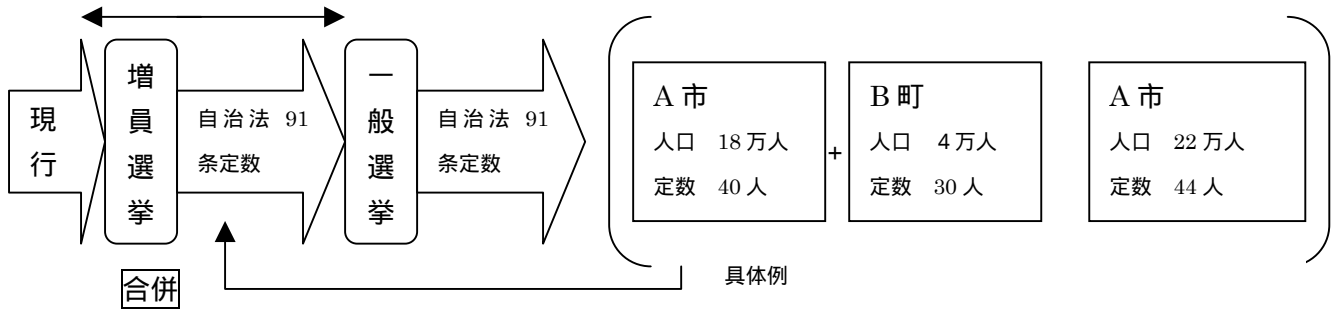 現行
増員選挙
自治法 91
条定数
一般選挙
自治法 91
条定数
A 市
人口 18 万人
定数 40 人
+
B 町
人口 4 万人
定数 30 人
A 市
人口 22 万人
定数 44 人
合併
具体例